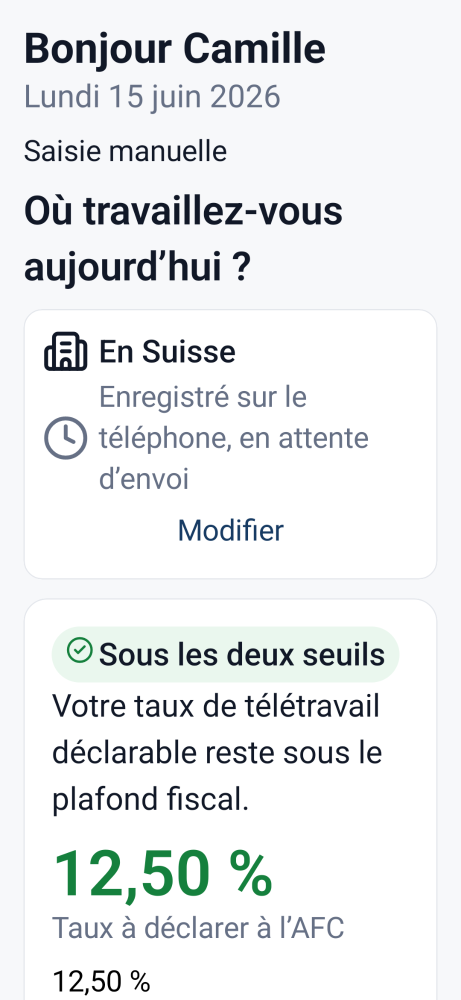 Bonjour Camille
Lundi 15 juin 2026
Saisie manuelle
Où travaillez-vous
aujourd’hui ?
En Suisse
Enregistré sur le
téléphone, en attente
d’envoi
Modifier
Sous les deux seuils
Votre taux de télétravail
déclarable reste sous le
plafond fiscal.
12,50 %
Taux à déclarer à l’AFC
12,50 %